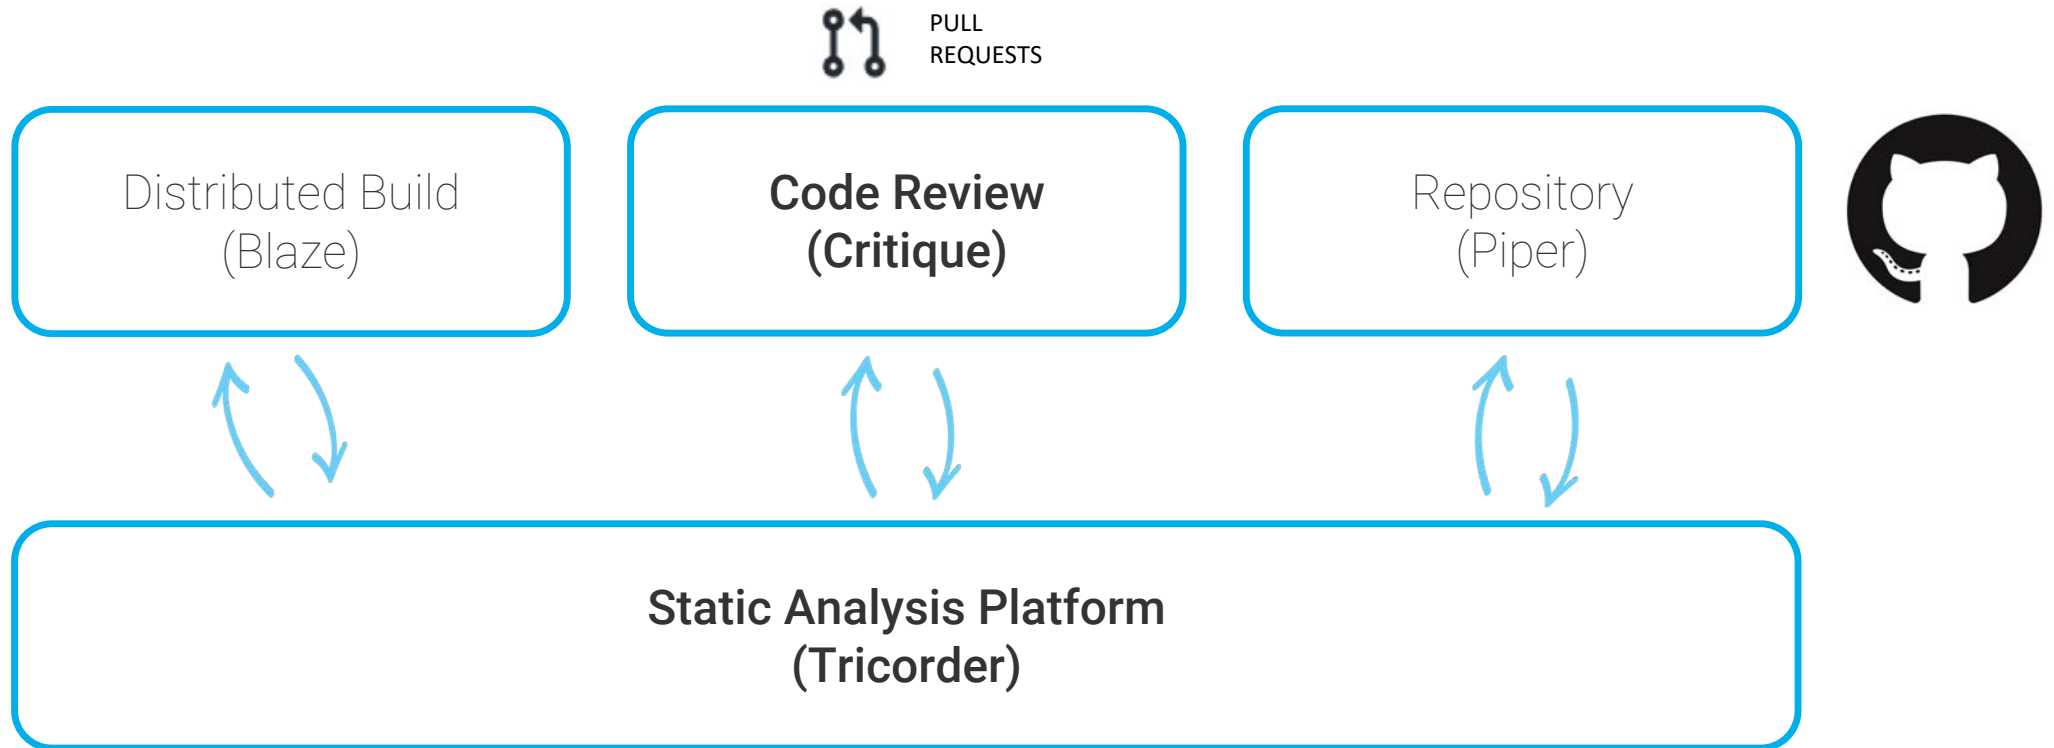 PULL
REQUESTS
Distributed Build
(Blaze)
Code Review
(Critique)
Repository
(Piper)
Static Analysis Platform
(Tricorder)